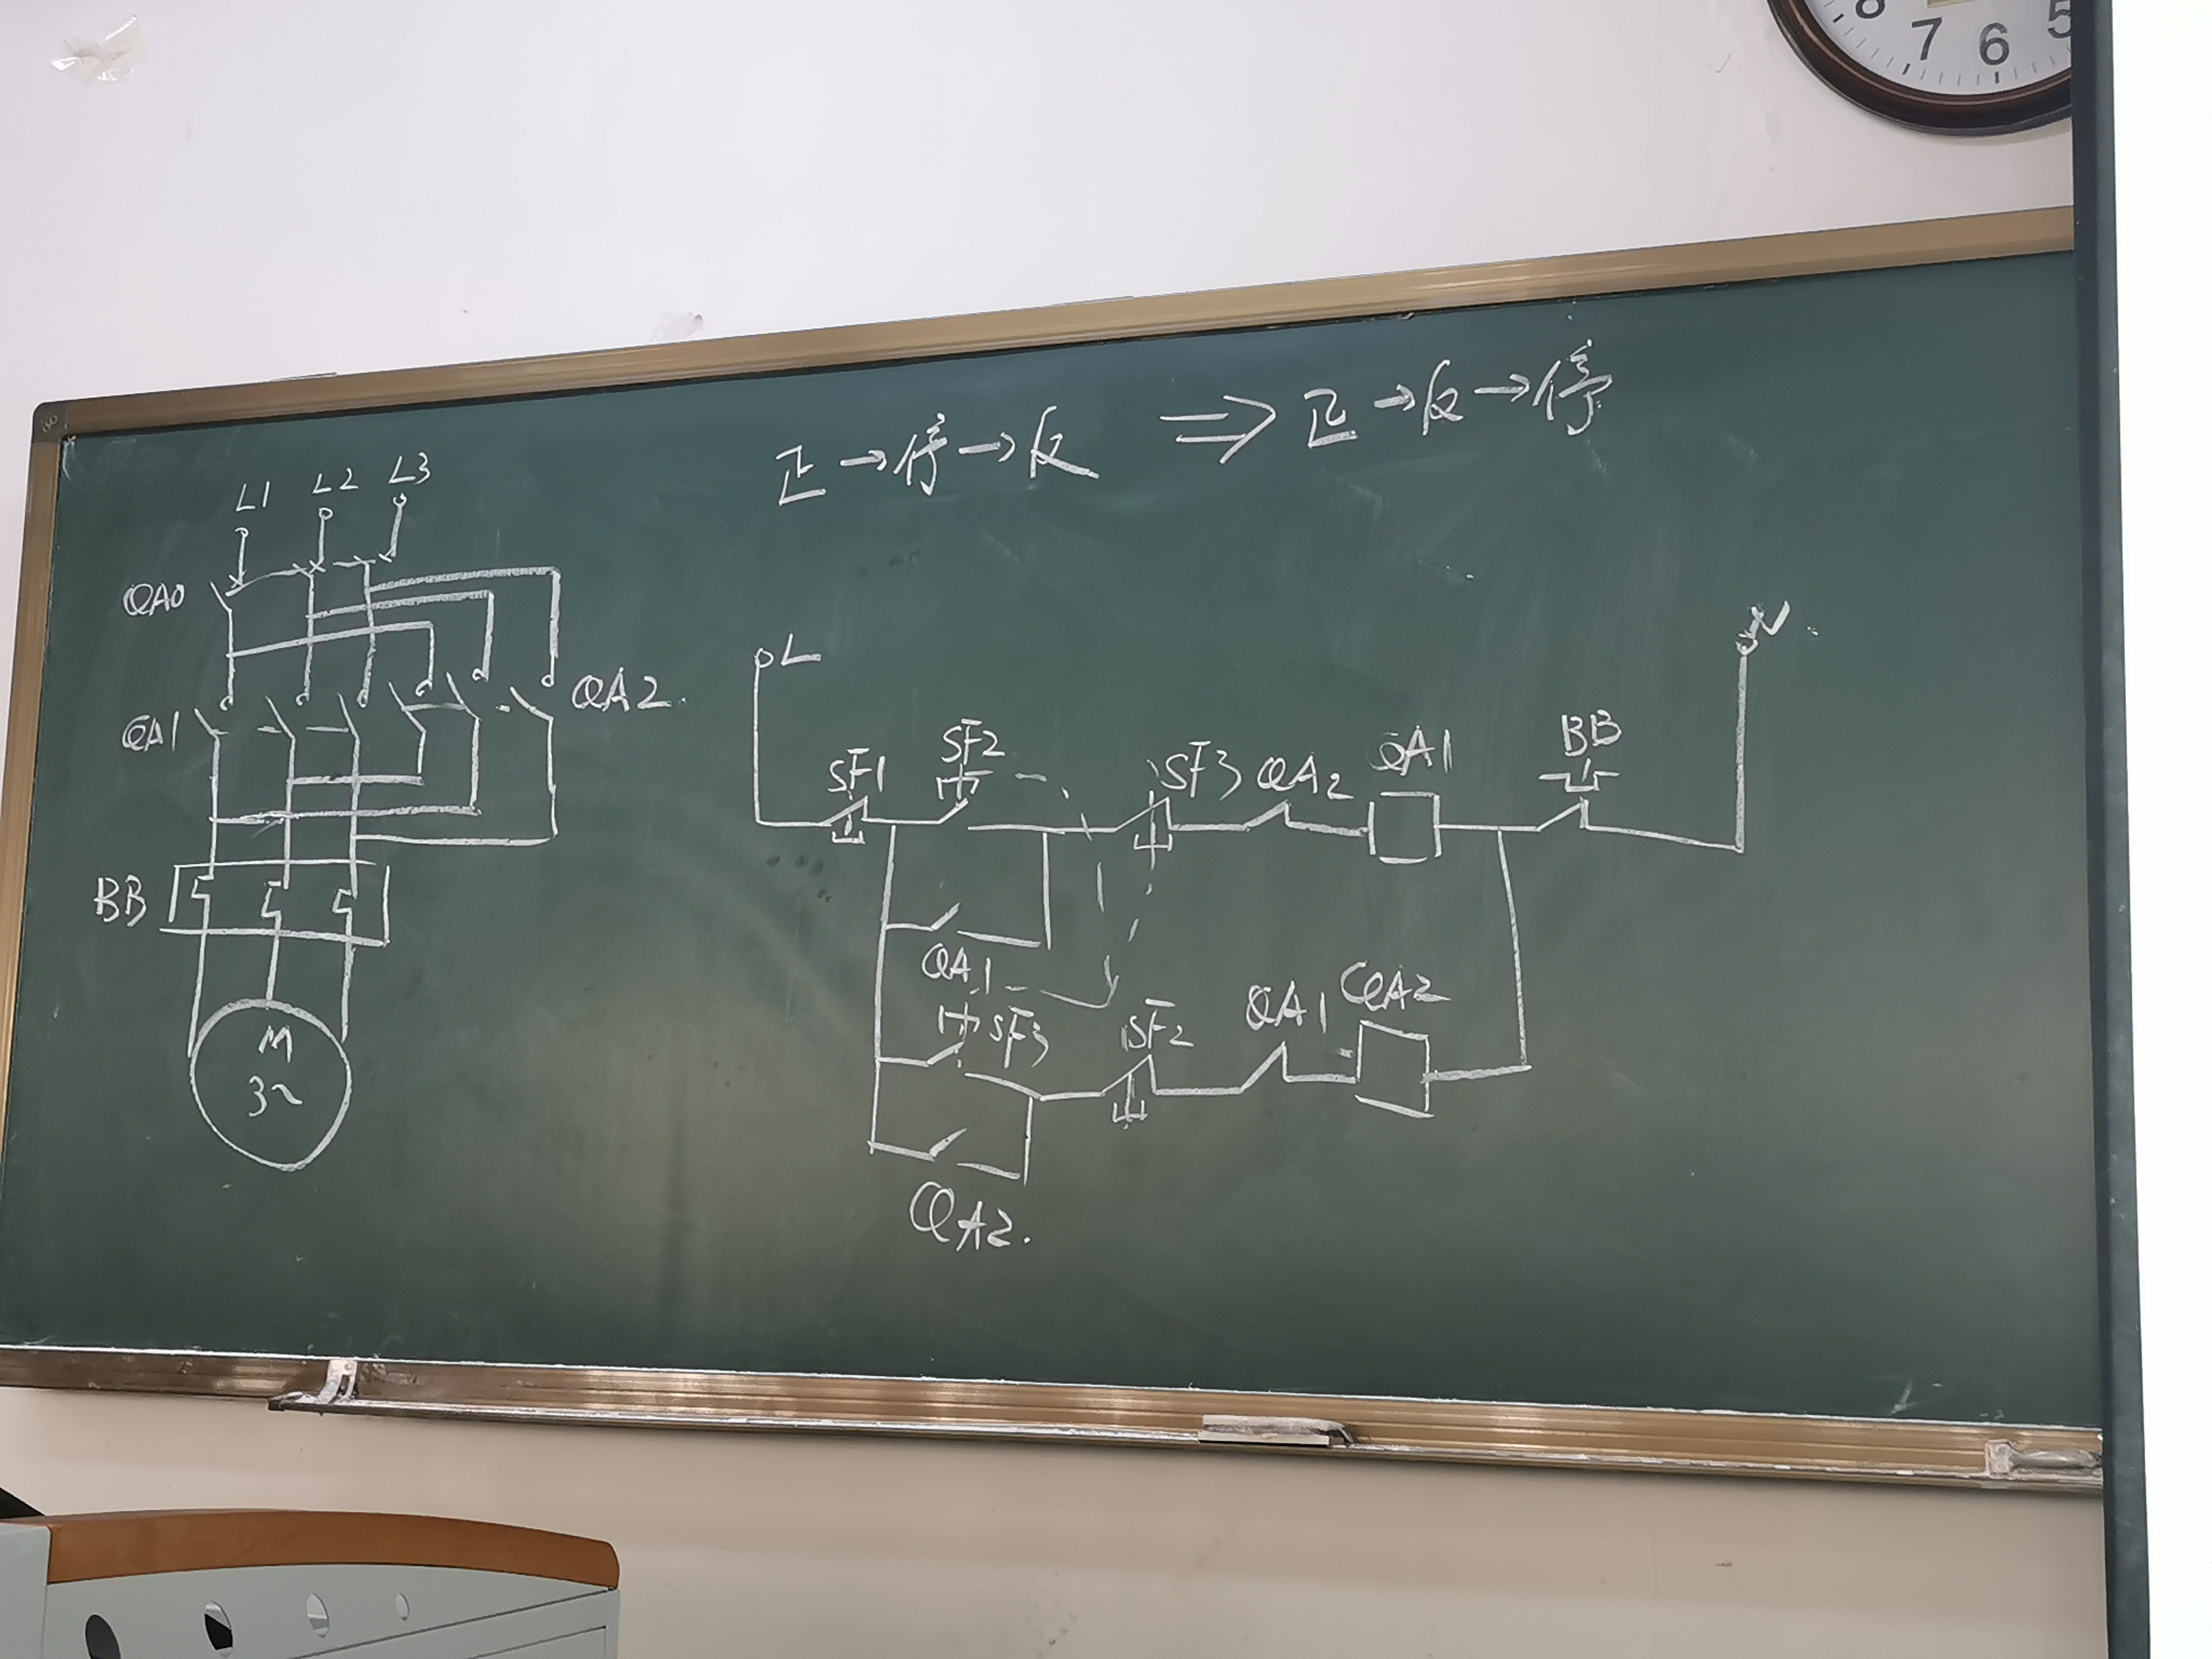 8 7 6 5
正→停→反 ⇒ 正→反→停
L1 L2 L3
QA0
QA1
QA2.
BB
M
3~
L
N
SF1 SF2 SF3 QA2 QA1 BB
QA1
SF3 SF2 QA1 QA2
QA2.